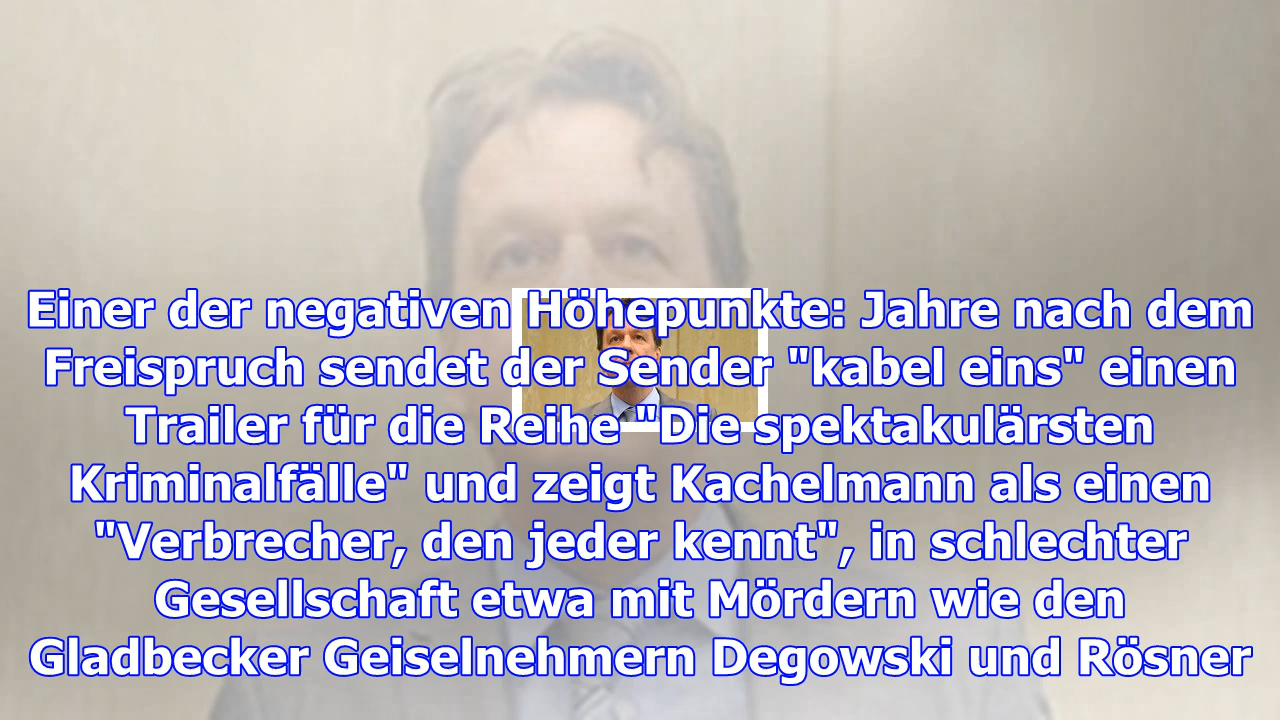 Einer der negativen Höhepunkte: Jahre nach dem
Freispruch sendet der Sender "kabel eins" einen
Trailer für die Reihe "Die spektakulärsten
Kriminalfälle" und zeigt Kachelmann als einen
"Verbrecher, den jeder kennt", in schlechter
Gesellschaft etwa mit Mördern wie den
Gladbecker Geiselnehmern Degowski und Rösner